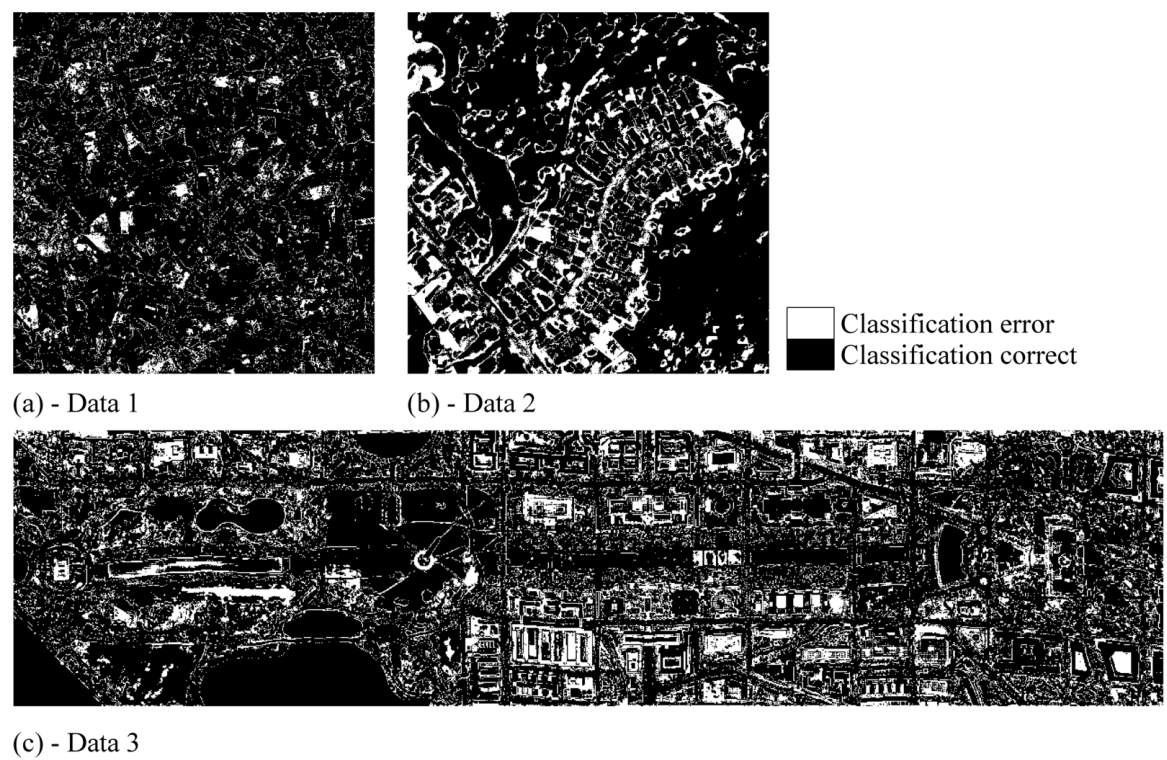 Classification error
Classification correct
(a) - Data 1
(b) - Data 2
(c) - Data 3